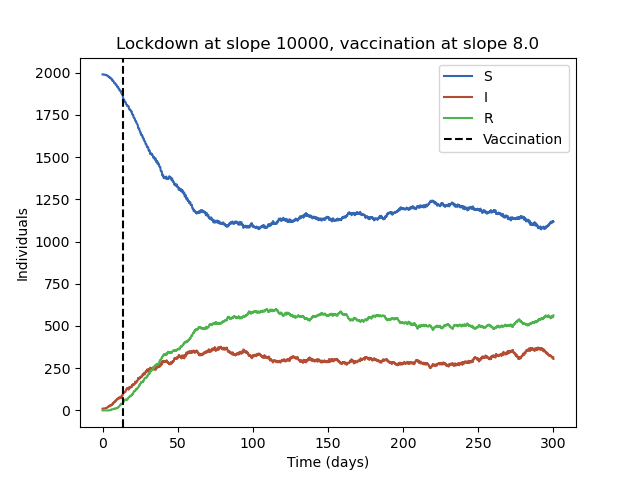 Lockdown at slope 10000, vaccination at slope 8.0
2000
1750
1500
1250
1000
750
500
250
0
Individuals
S
I
R
Vaccination
0 50 100 150 200 250 300
Time (days)